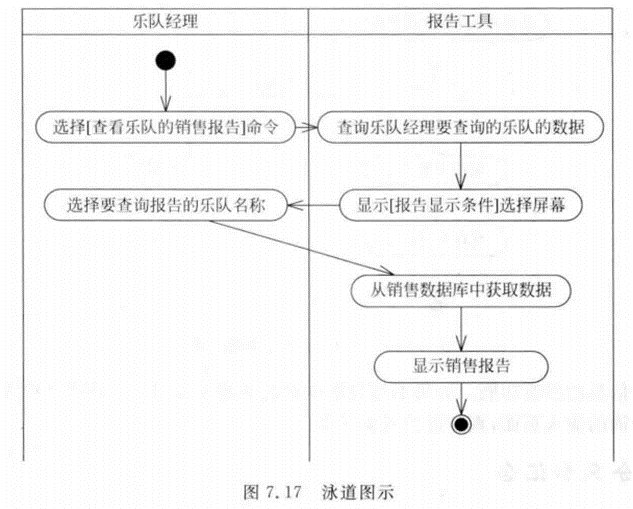 乐队经理
报告工具
选择[查看乐队的销售报告]命令
查询乐队经理要查询的乐队的数据
选择要查询报告的乐队名称
显示[报告显示条件]选择屏幕
从销售数据库中获取数据
显示销售报告
图 7.17 泳道图示